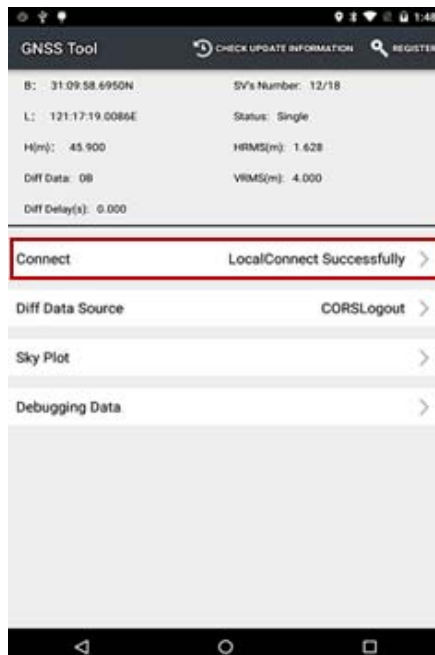 1:48
GNSS Tool CHECK UPDATE INFORMATION REGISTER
B: 31:09:58.6950N SV's Number: 12/18
L: 121:17:19.0086E Status: Single
H(m): 45.900 HRMS(m): 1.628
Diff Data: 0B VRMS(m): 4.000
Diff Delay(s): 0.000
Connect LocalConnect Successfully
Diff Data Source CORSLogout
Sky Plot
Debugging Data